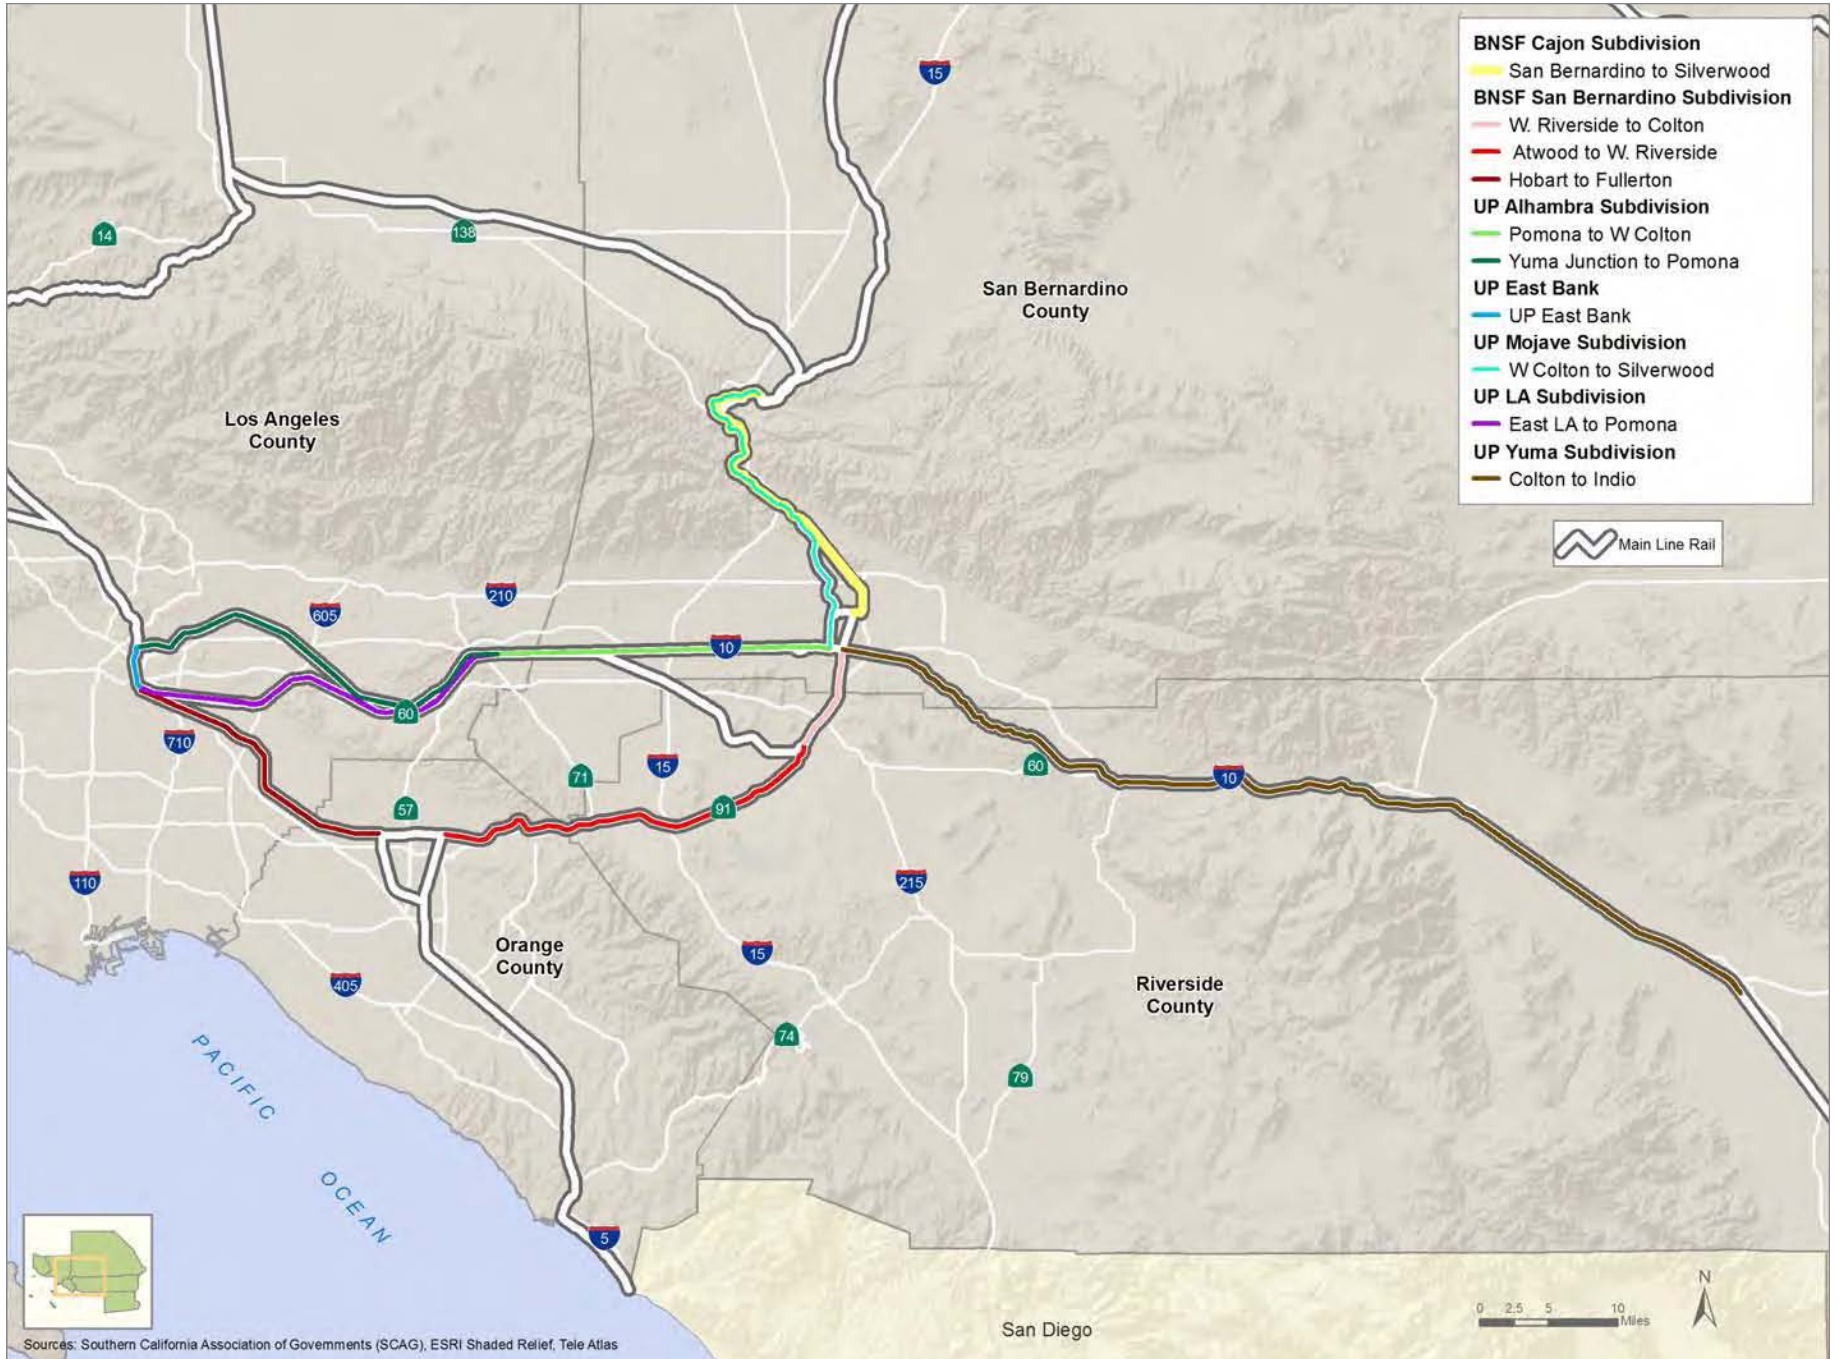 BNSF Cajon Subdivision
San Bernardino to Silverwood
BNSF San Bernardino Subdivision
W. Riverside to Colton
Atwood to W. Riverside
Hobart to Fullerton
UP Alhambra Subdivision
Pomona to W Colton
Yuma Junction to Pomona
UP East Bank
UP East Bank
UP Mojave Subdivision
W Colton to Silverwood
UP LA Subdivision
East LA to Pomona
UP Yuma Subdivision
Colton to Indio
Main Line Rail
15
14
138
San Bernardino
County
Los Angeles
County
210
605
10
60
710
71
15
60
10
57
91
110
215
Orange
County
15
405
Riverside
County
74
79
PACIFIC
OCEAN
5
San Diego
N
0 2.5 5 10
Miles
Sources: Southern California Association of Governments (SCAG), ESRI Shaded Relief, Tele Atlas